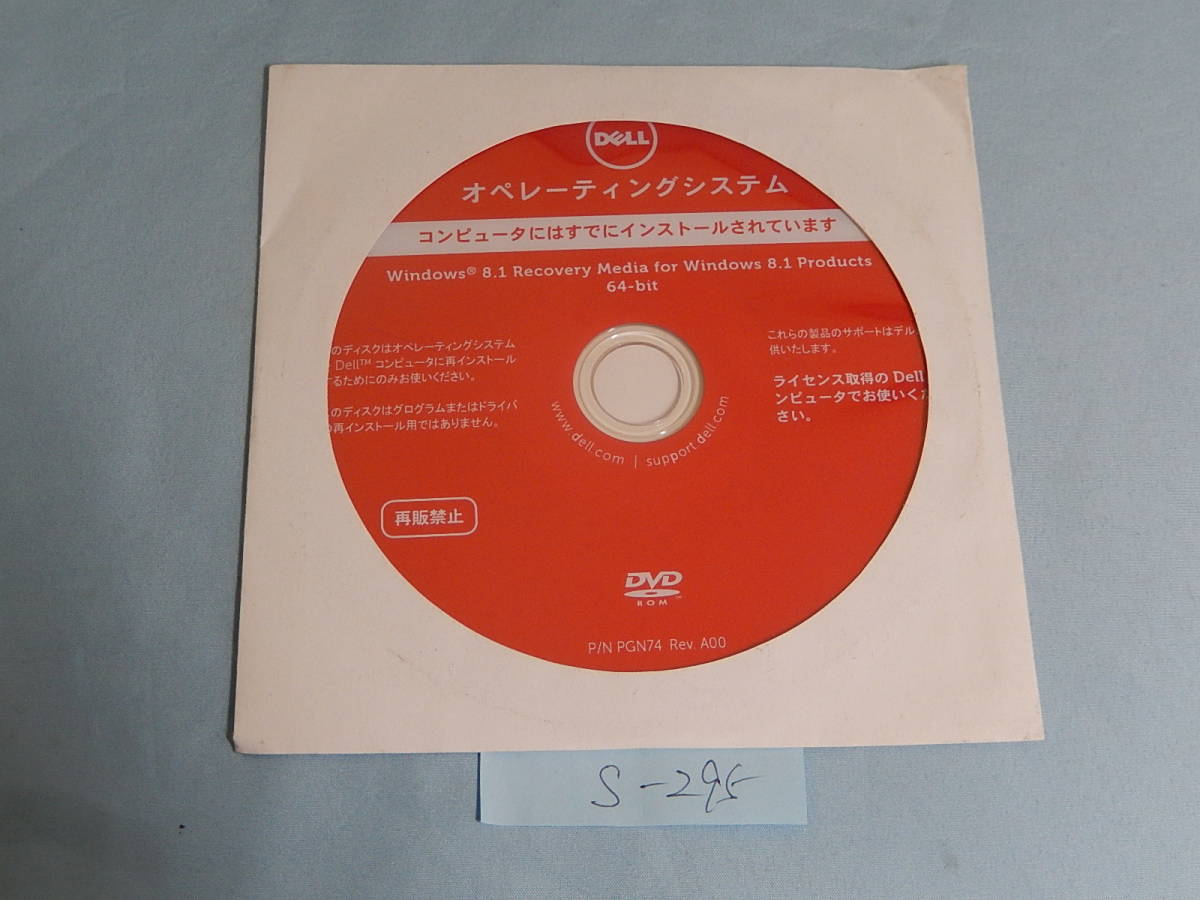 DELL
オペレーティングシステム
コンピュータにはすでにインストールされています
Windows® 8.1 Recovery Media for Windows 8.1 Products
64-bit
のディスクはオペレーティングシステム
Dell™ コンピュータに再インストール
るためにのみお使いください。
のディスクはグログラムまたはドライバ
再インストール用ではありません。
これらの製品のサポートはデル
供いたします。
ライセンス取得の Dell
ンピュータでお使いくだ
さい。
www.dell.com | support.dell.com
再販禁止
DVD
ROM
P/N PGN74 Rev. A00
S-295